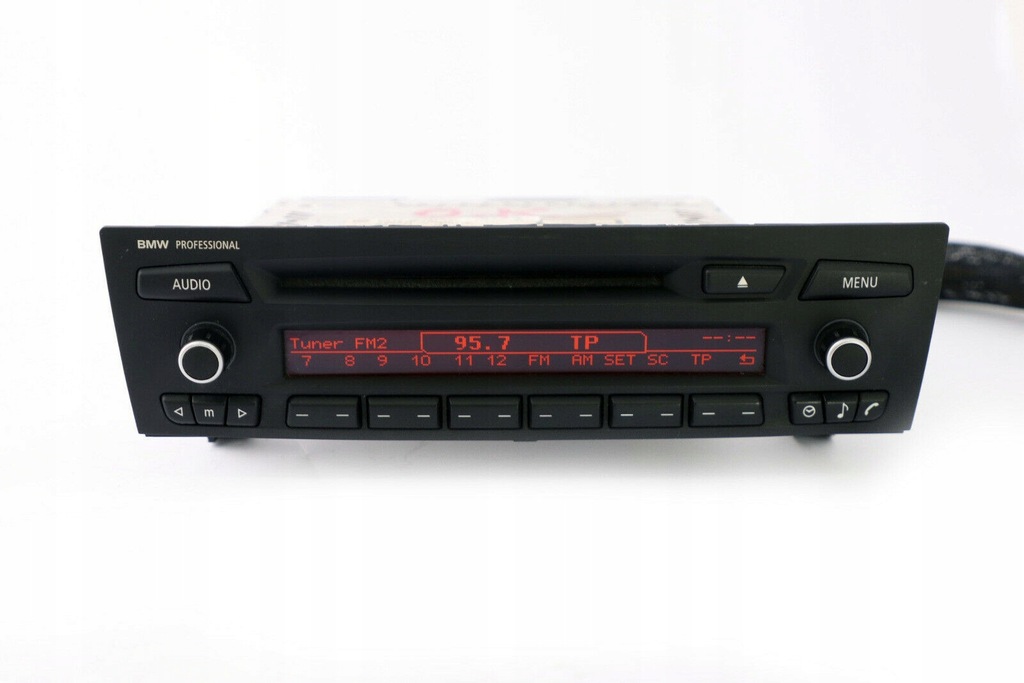 BMW PROFESSIONAL
AUDIO
MENU
Tuner FM2 95.7 TP --:--
7 8 9 10 11 12 FM AM SET SC TP
m